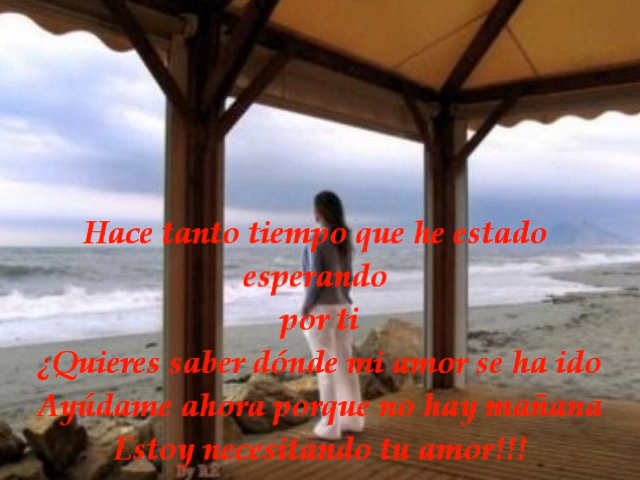 Hace tanto tiempo que he estado
esperando
por ti
¿Quieres saber dónde mi amor se ha ido
Ayúdame ahora porque no hay mañana
Estoy necesitando tu amor!!!
By R.E